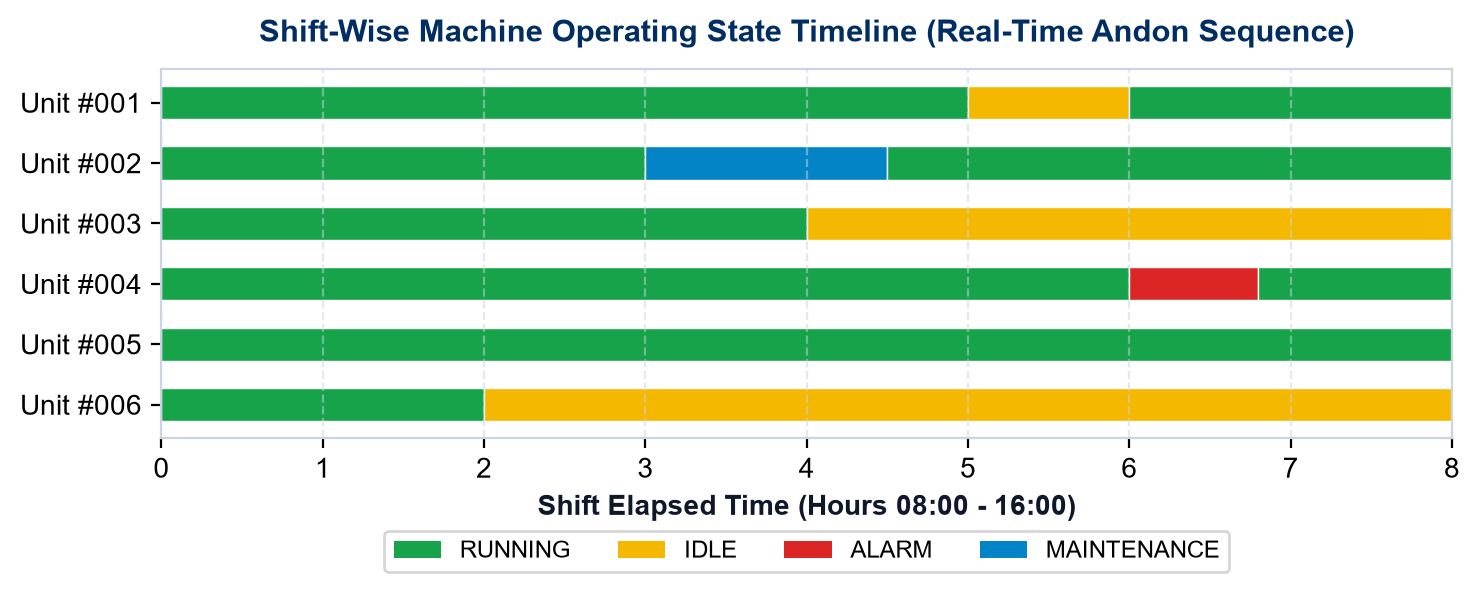 Shift-Wise Machine Operating State Timeline (Real-Time Andon Sequence)
Unit #001
Unit #002
Unit #003
Unit #004
Unit #005
Unit #006
0 1 2 3 4 5 6 7 8
Shift Elapsed Time (Hours 08:00 - 16:00)
RUNNING IDLE ALARM MAINTENANCE